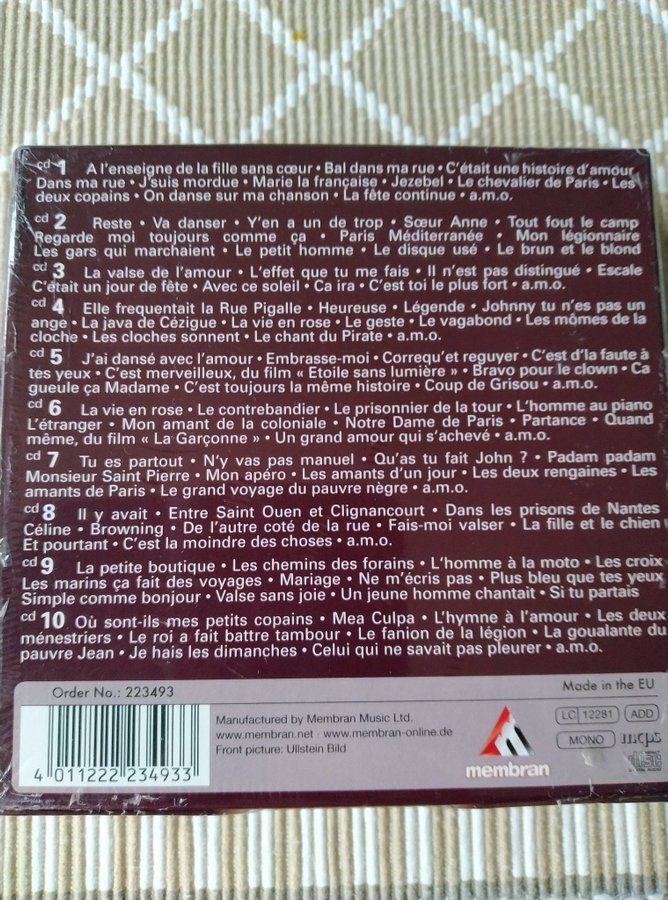 cd 1 A l'enseigne de la fille sans cœur • Bal dans ma rue • C'était une histoire d'amour
Dans ma rue • J'suis mordue • Marie la française • Jezebel • Le chevalier de Paris • Les
deux copains • On danse sur ma chanson • La fête continue • a.m.o.
cd 2 Reste • Va danser • Y'en a un de trop • Sœur Anne • Tout fout le camp
Regarde moi toujours comme ça • Paris Méditerranée • Mon légionnaire
Les gars qui marchaient • Le petit homme • Le disque usé • Le brun et le blond
cd 3 La valse de l'amour • L'effet que tu me fais • Il n'est pas distingué • Escale
C'était un jour de fête • Avec ce soleil • Ca ira • C'est toi le plus fort • a.m.o.
cd 4 Elle frequentait la Rue Pigalle • Heureuse • Légende • Johnny tu n'es pas un
ange • La java de Cézigue • La vie en rose • Le geste • Le vagabond • Les mômes de la
cloche • Les cloches sonnent • Le chant du Pirate • a.m.o.
cd 5 J'ai dansé avec l'amour • Embrasse-moi • Correqu'et reguyer • C'est d'la faute à
tes yeux • C'est merveilleux, du film « Etoile sans lumière » • Bravo pour le clown • Ca
gueule ça Madame • C'est toujours la même histoire • Coup de Grisou • a.m.o.
cd 6 La vie en rose • Le contrebandier • Le prisonnier de la tour • L'homme au piano
L'étranger • Mon amant de la coloniale • Notre Dame de Paris • Partance • Quand
même, du film « La Garçonne » • Un grand amour qui s'achevé • a.m.o.
cd 7 Tu es partout • N'y vas pas manuel • Qu'as tu fait John ? • Padam padam
Monsieur Saint Pierre • Mon apéro • Les amants d'un jour • Les deux rengaines • Les
amants de Paris • Le grand voyage du pauvre nègre • a.m.o.
cd 8 Il y avait • Entre Saint Ouen et Clignancourt • Dans les prisons de Nantes
Céline • Browning • De l'autre coté de la rue • Fais-moi valser • La fille et le chien
Et pourtant • C'est la moindre des choses • a.m.o.
cd 9 La petite boutique • Les chemins des forains • L'homme à la moto • Les croix
Les marins ça fait des voyages • Mariage • Ne m'écris pas • Plus bleu que tes yeux
Simple comme bonjour • Valse sans joie • Un jeune homme chantait • Si tu partais
cd 10 Où sont-ils mes petits copains • Mea Culpa • L'hymne à l'amour • Les deux
ménestriers • Le roi a fait battre tambour • Le fanion de la légion • La goualante du
pauvre Jean • Je hais les dimanches • Celui qui ne savait pas pleurer • a.m.o.
Order No.: 223493
Made in the EU
Manufactured by Membran Music Ltd.
www.membran.net · www.membran-online.de
Front picture: Ullstein Bild
4 011222 234933
membran
LC 12281 ADD
MONO mcps
disc